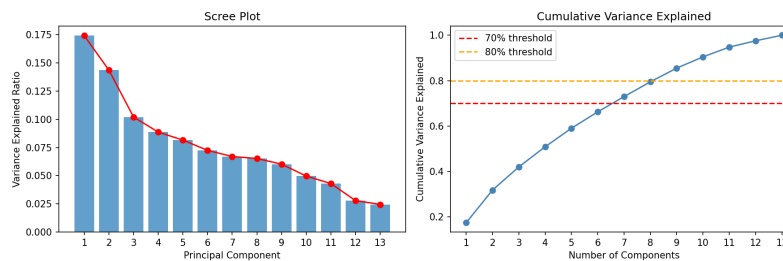 Scree Plot
Variance Explained Ratio
0.175
0.150
0.125
0.100
0.075
0.050
0.025
0.000
1 2 3 4 5 6 7 8 9 10 11 12 13
Principal Component
Cumulative Variance Explained
Cumulative Variance Explained
1.0
0.8
0.6
0.4
0.2
70% threshold
80% threshold
1 2 3 4 5 6 7 8 9 10 11 12
Number of Components